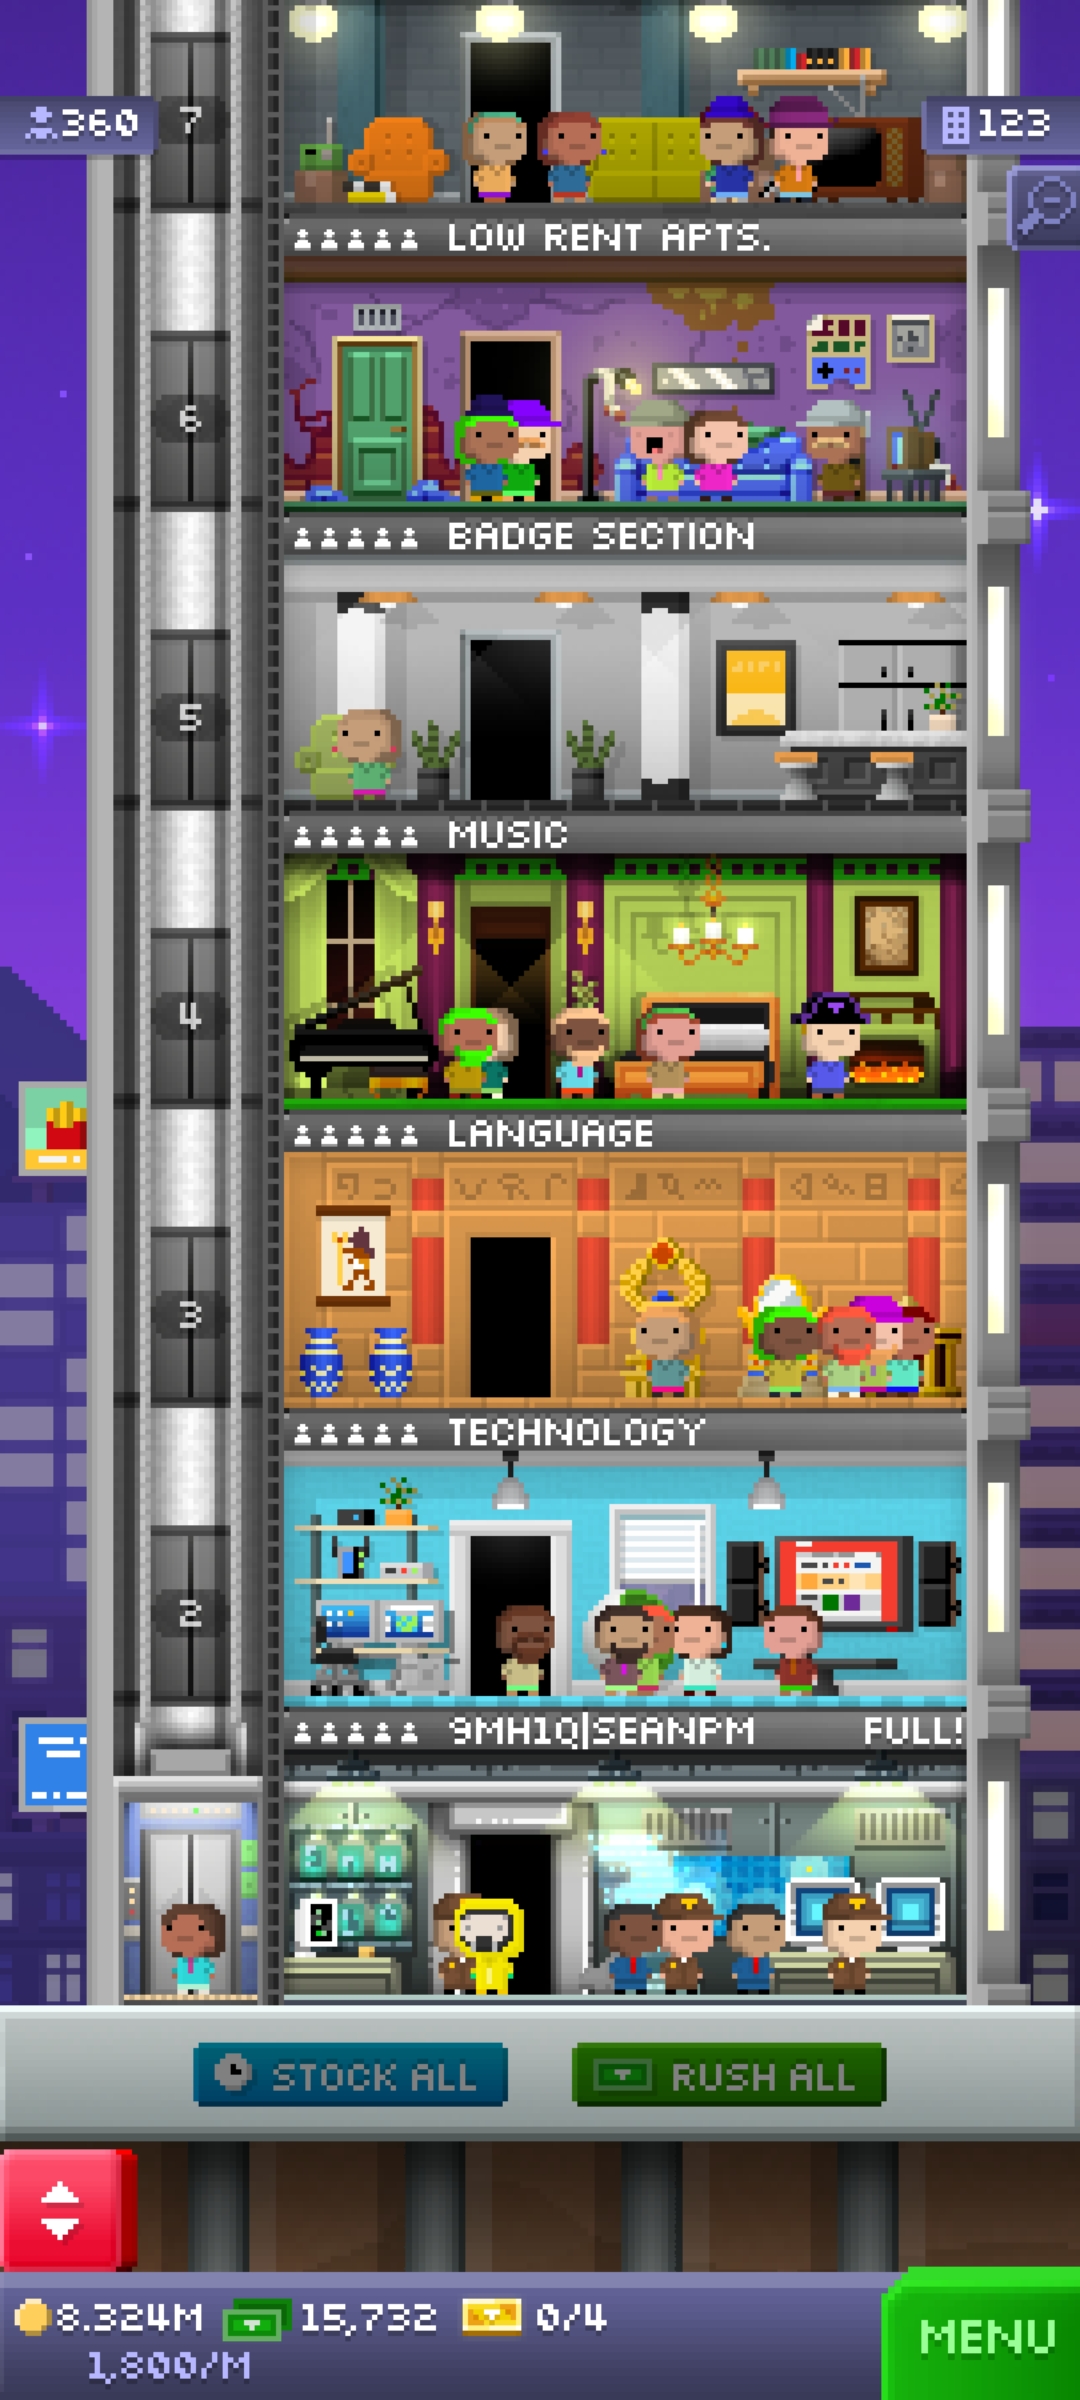 7
360
123
LOW RENT APTS.
6
BADGE SECTION
5
MUSIC
4
LANGUAGE
3
TECHNOLOGY
2
9MH1Q|SEANPM FULL!
STOCK ALL
RUSH ALL
8.324M 15,732 0/4
1,800/M
MENU